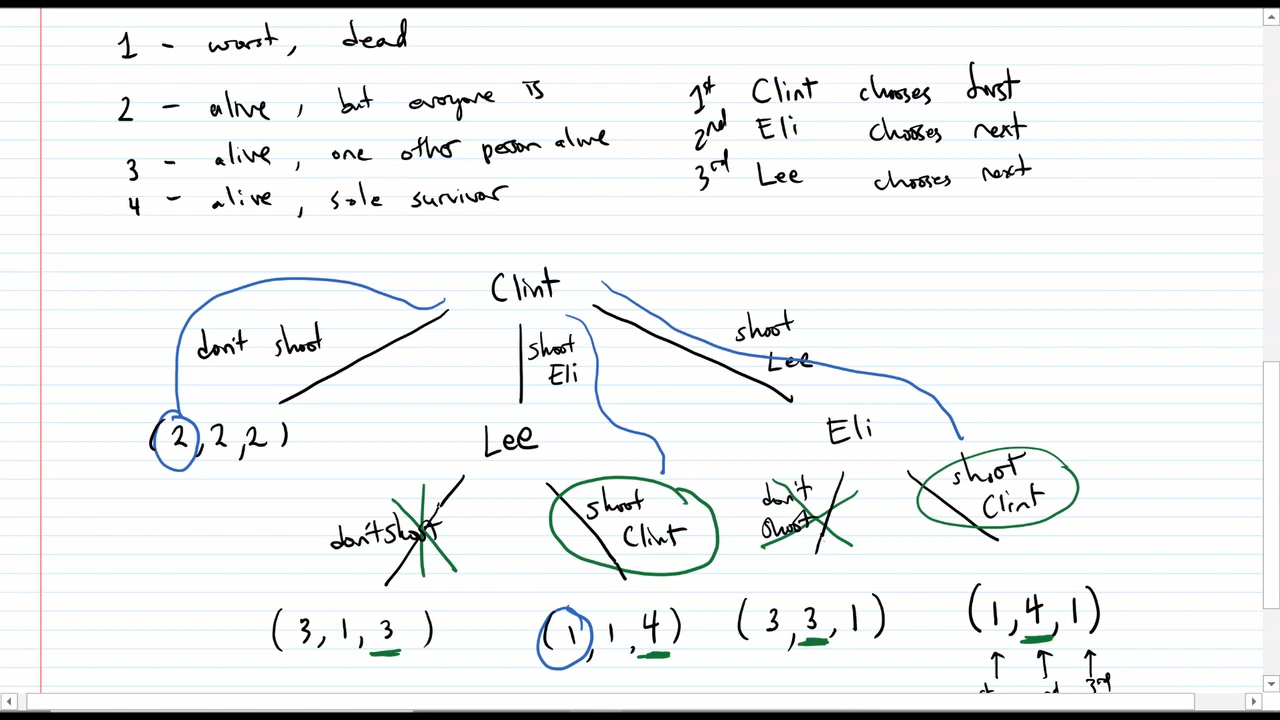 1 - worst, dead
2 - alive, but everyone is
3 - alive, one other person alive
4 - alive, sole survivor
1st Clint chooses first
2nd Eli chooses next
3rd Lee chooses next
Clint
don't shoot
shoot
Eli
shoot
Lee
(2, 2, 2)
Lee
Eli
don't shoot
shoot
Clint
don't
shoot
shoot
Clint
(3, 1, 3)
(1, 1, 4)
(3, 3, 1)
(1, 4, 1)
3rd